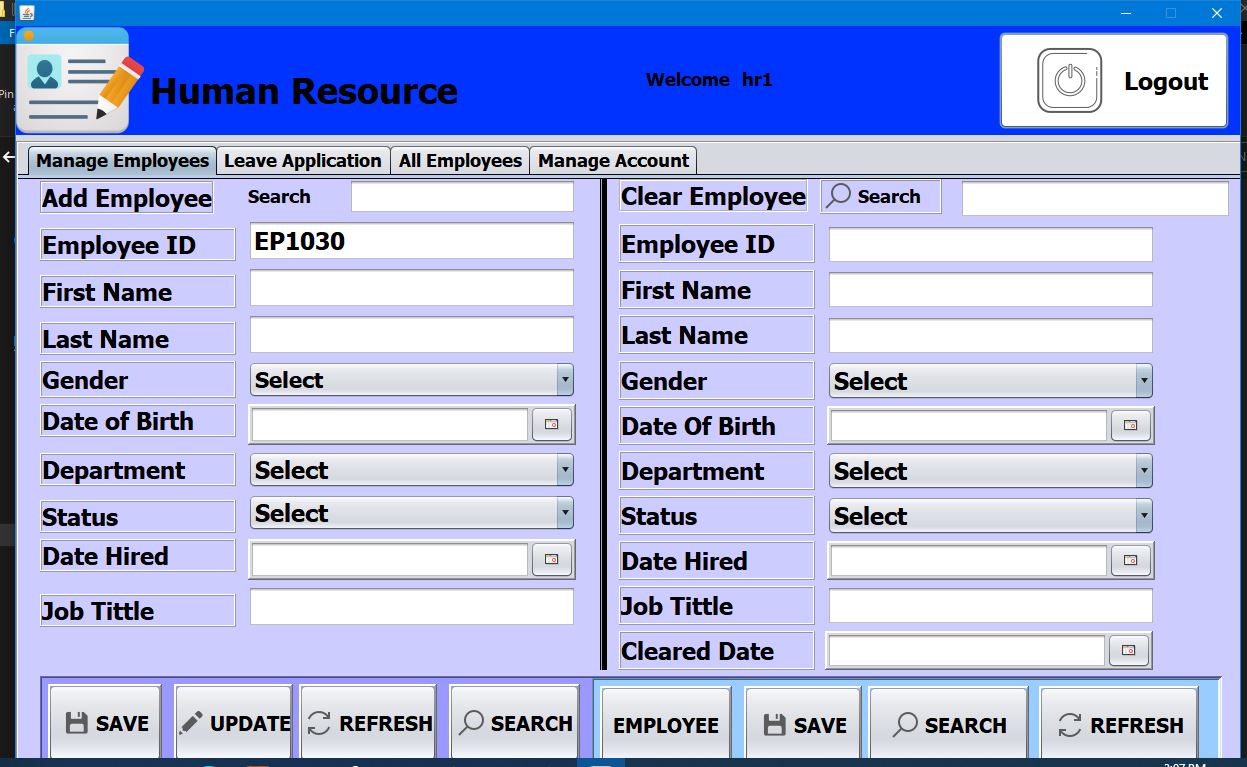 Human Resource
Welcome hr1
Logout
Manage Employees
Leave Application
All Employees
Manage Account
Add Employee
Search
Employee ID
EP1030
First Name
Last Name
Gender
Select
Date of Birth
Department
Select
Status
Select
Date Hired
Job Tittle
SAVE
UPDATE
REFRESH
SEARCH
Clear Employee
Search
Employee ID
First Name
Last Name
Gender
Select
Date Of Birth
Department
Select
Status
Select
Date Hired
Job Tittle
Cleared Date
EMPLOYEE
SAVE
SEARCH
REFRESH